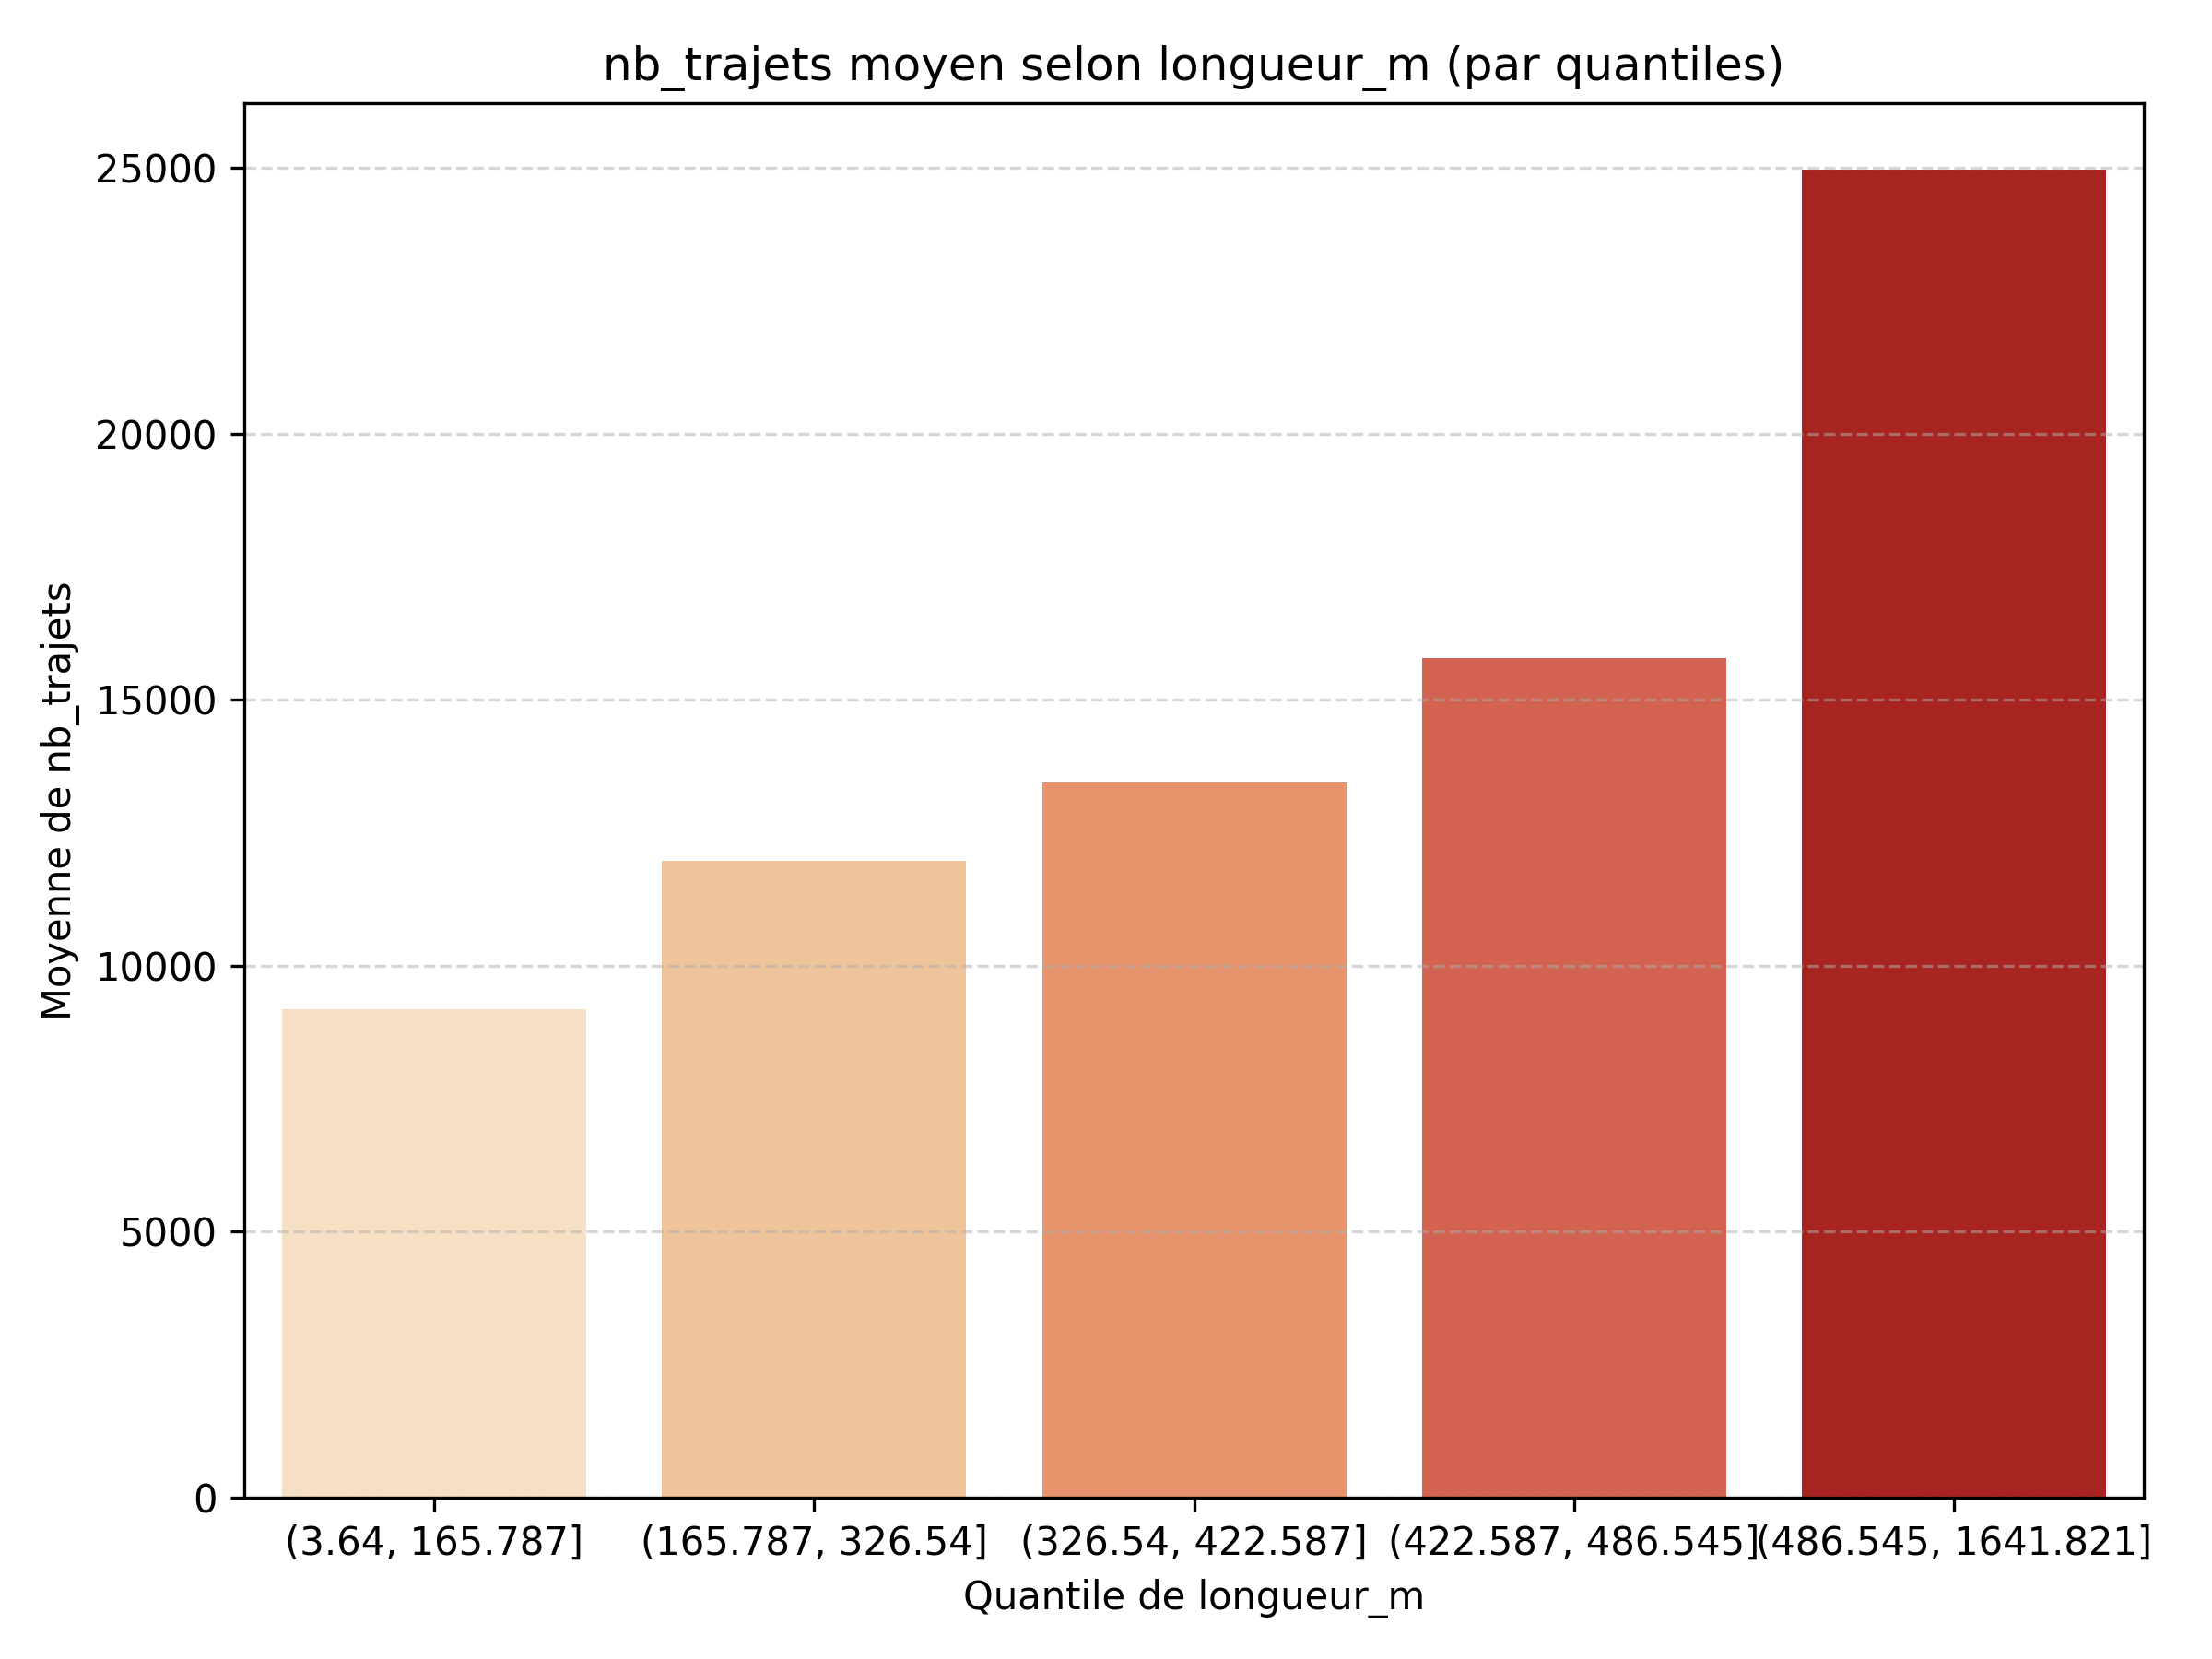 nb_trajets moyen selon longueur_m (par quantiles)
Moyenne de nb_trajets
25000
20000
15000
10000
5000
0
(3.64, 165.787] (165.787, 326.54] (326.54, 422.587] (422.587, 486.545] (486.545, 1641.821]
Quantile de longueur_m